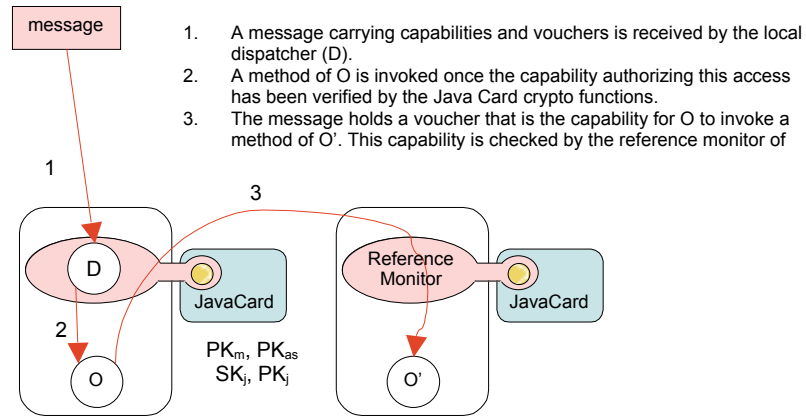 message
1. A message carrying capabilities and vouchers is received by the local
dispatcher (D).
2. A method of O is invoked once the capability authorizing this access
has been verified by the Java Card crypto functions.
3. The message holds a voucher that is the capability for O to invoke a
method of O’. This capability is checked by the reference monitor of
1
3
D
Reference
Monitor
JavaCard
JavaCard
2
PKm, PKas
SKj, PKj
O
O’